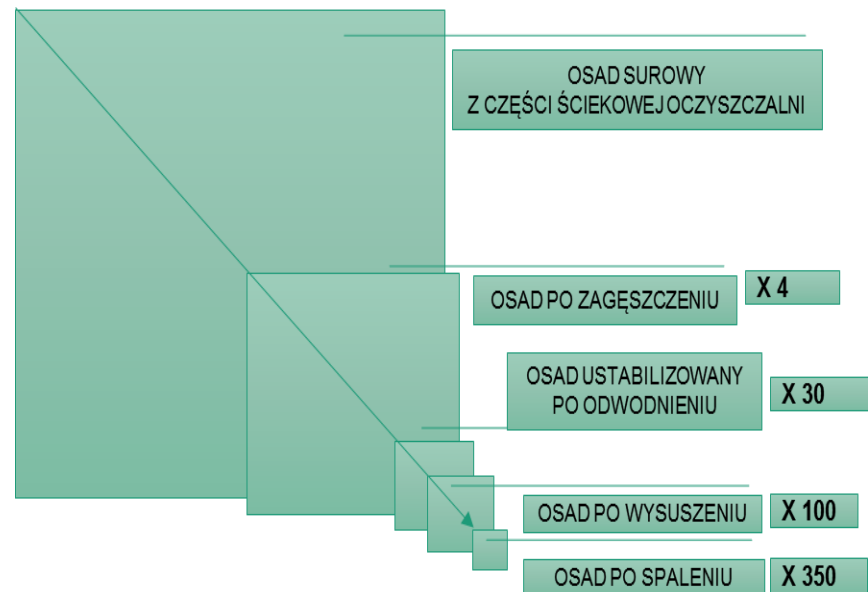 OSAD SUROWY
Z CZĘŚCI ŚCIEKOWEJ OCZYSZCZALNI
OSAD PO ZAGĘSZCZENIU
X 4
OSAD USTABILIZOWANY
PO ODWODNIENIU
X 30
OSAD PO WYSUSZENIU
X 100
OSAD PO SPALENIU
X 350